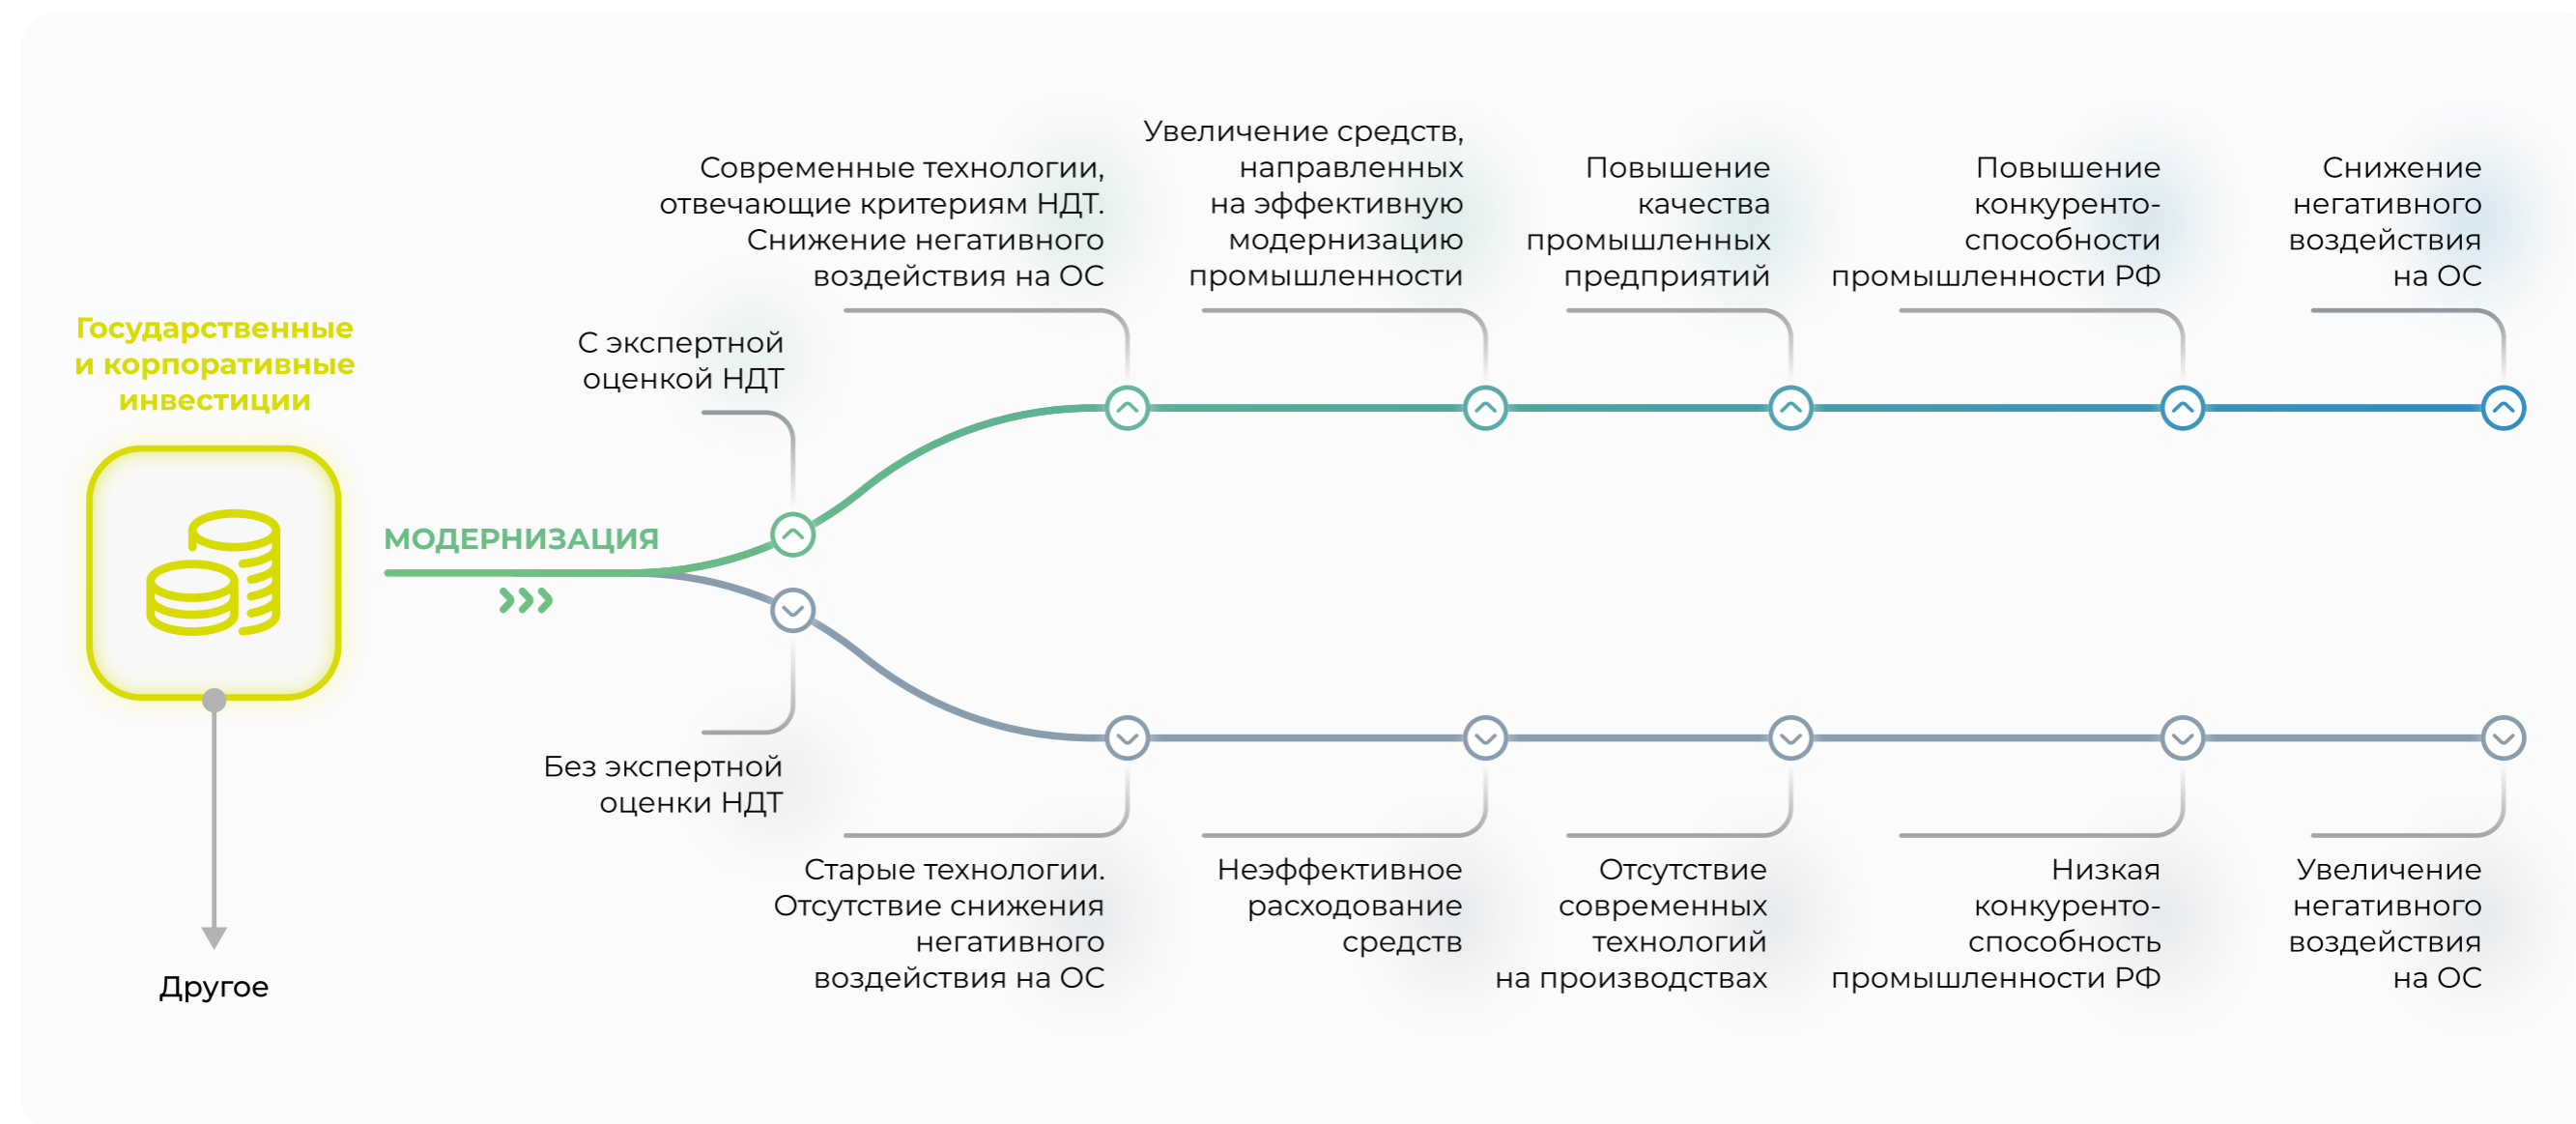 Государственные
и корпоративные
инвестиции
Другое
МОДЕРНИЗАЦИЯ
С экспертной
оценкой НДТ
Современные технологии,
отвечающие критериям НДТ.
Снижение негативного
воздействия на ОС
Увеличение средств,
направленных
на эффективную
модернизацию
промышленности
Повышение
качества
промышленных
предприятий
Повышение
конкуренто-
способности
промышленности РФ
Снижение
негативного
воздействия
на ОС
Без экспертной
оценки НДТ
Старые технологии.
Отсутствие снижения
негативного
воздействия на ОС
Неэффективное
расходование
средств
Отсутствие
современных
технологий
на производствах
Низкая
конкуренто-
способность
промышленности РФ
Увеличение
негативного
воздействия
на ОС